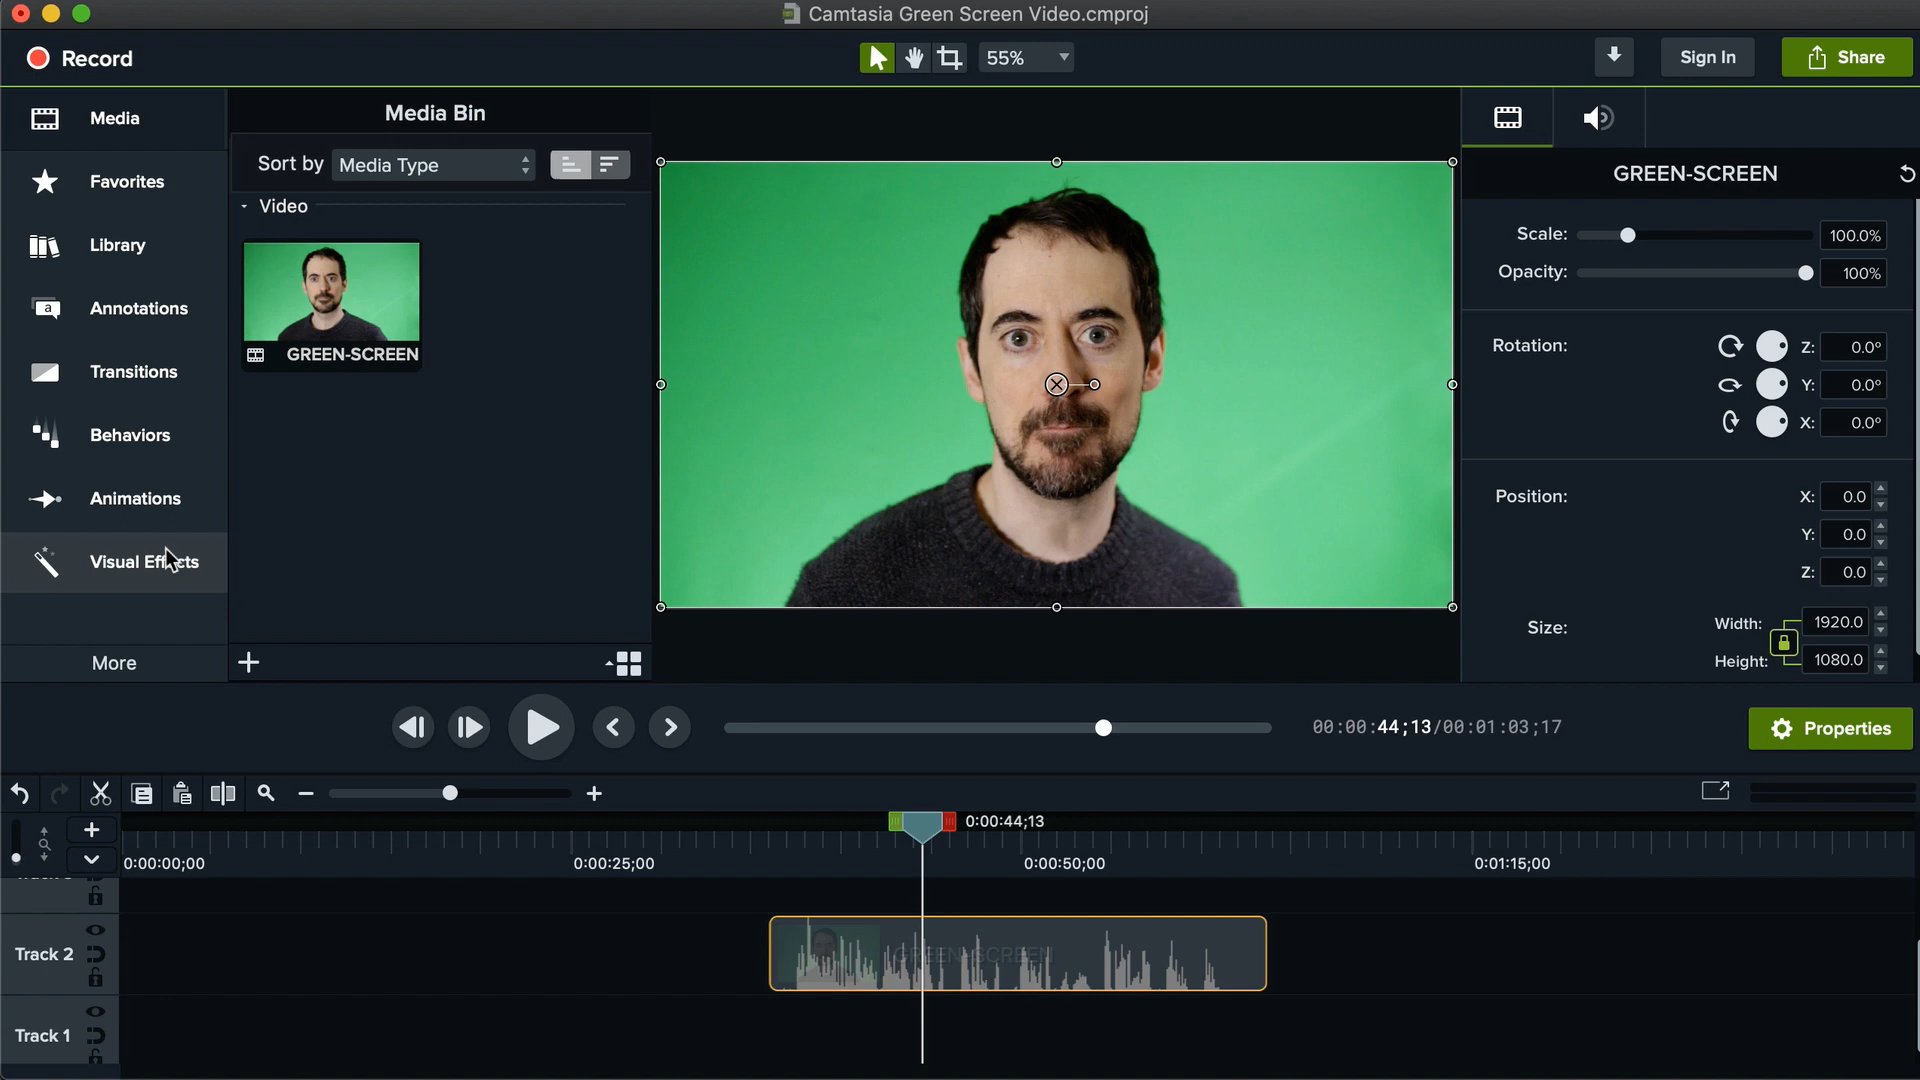 Camtasia Green Screen Video.cmproj
Record
55%
Sign In
Share
Media
Favorites
Library
Annotations
Transitions
Behaviors
Animations
Visual Effects
More
Media Bin
Sort by Media Type
Video
GREEN-SCREEN
GREEN-SCREEN
Scale: 100.0%
Opacity: 100%
Rotation: Z: 0.0°
Y: 0.0°
X: 0.0°
Position: X: 0.0
Y: 0.0
Z: 0.0
Size: Width: 1920.0
Height: 1080.0
00:00:44;13/00:01:03;17
Properties
0:00:44;13
0:00:00;00 0:00:25;00 0:00:50;00 0:01:15;00
Track 2
GREEN-SCREEN
Track 1